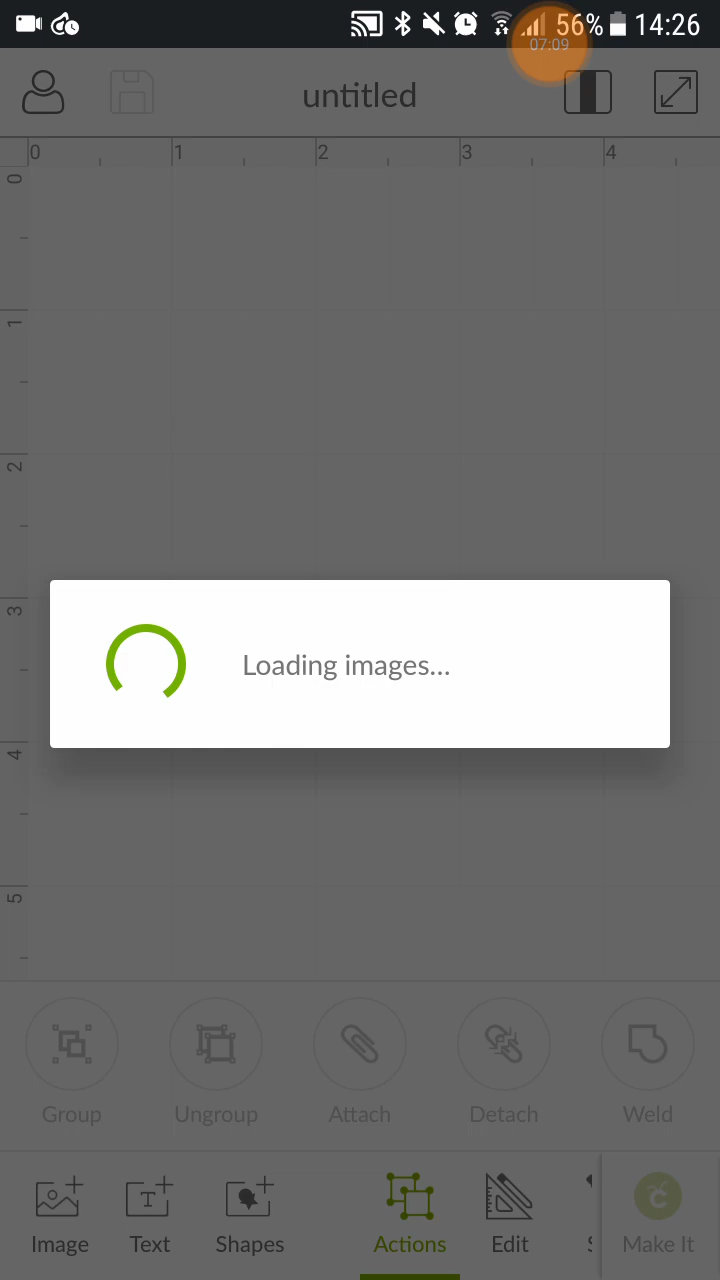 56% 14:26
07:09
untitled
0 1 2 3 4
0
1
2
3
4
5
Loading images...
Group Ungroup Attach Detach Weld
Image Text Shapes Actions Edit S Make It